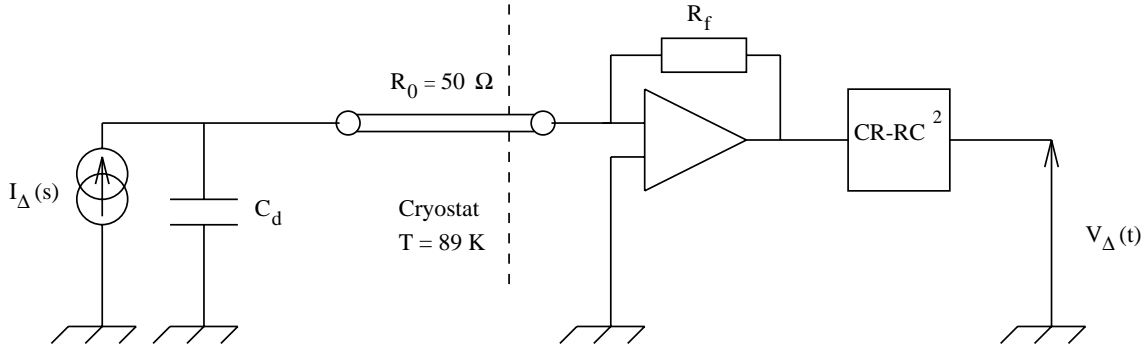 R_f
R_0 = 50 Ω
CR-RC^2
I_Δ(s)
C_d
Cryostat
T = 89 K
V_Δ(t)